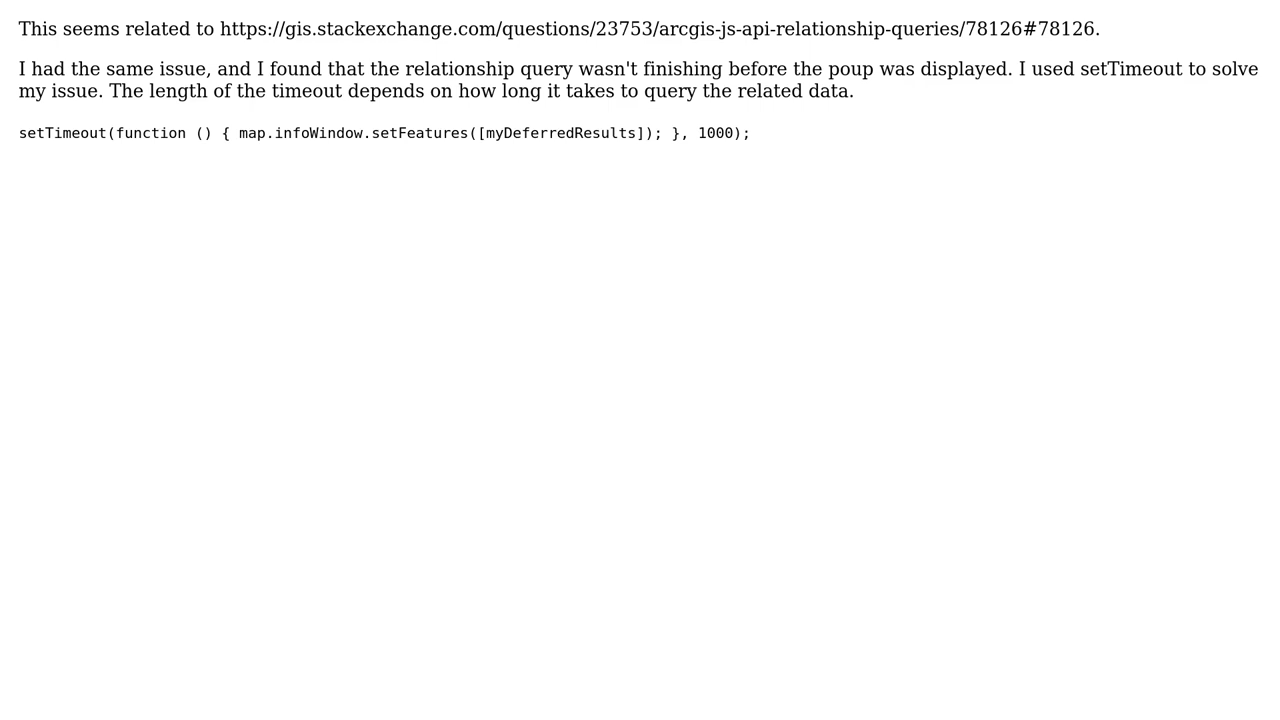 This seems related to https://gis.stackexchange.com/questions/23753/arcgis-js-api-relationship-queries/78126#78126.
I had the same issue, and I found that the relationship query wasn't finishing before the poup was displayed. I used setTimeout to solve
my issue. The length of the timeout depends on how long it takes to query the related data.
setTimeout(function () { map.infoWindow.setFeatures([myDeferredResults]); }, 1000);